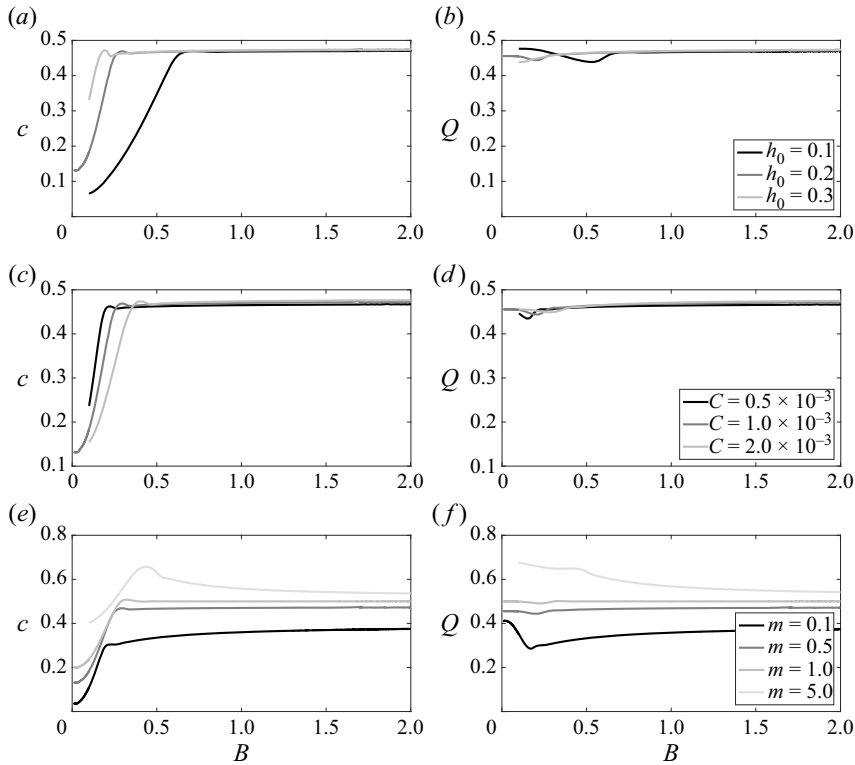 (a)
0.5
0.4
0.3
0.2
0.1
c
0 0.5 1.0 1.5 2.0
(b)
0.5
0.4
0.3
0.2
0.1
Q
0 0.5 1.0 1.5 2.0
h₀ = 0.1
h₀ = 0.2
h₀ = 0.3
(c)
0.5
0.4
0.3
0.2
0.1
c
0 0.5 1.0 1.5 2.0
(d)
0.5
0.4
0.3
0.2
0.1
Q
0 0.5 1.0 1.5 2.0
C = 0.5 × 10⁻³
C = 1.0 × 10⁻³
C = 2.0 × 10⁻³
(e)
0.8
0.6
0.4
0.2
c
0 0.5 1.0 1.5 2.0
B
(f)
0.8
0.6
0.4
0.2
Q
0 0.5 1.0 1.5 2.0
B
m = 0.1
m = 0.5
m = 1.0
m = 5.0